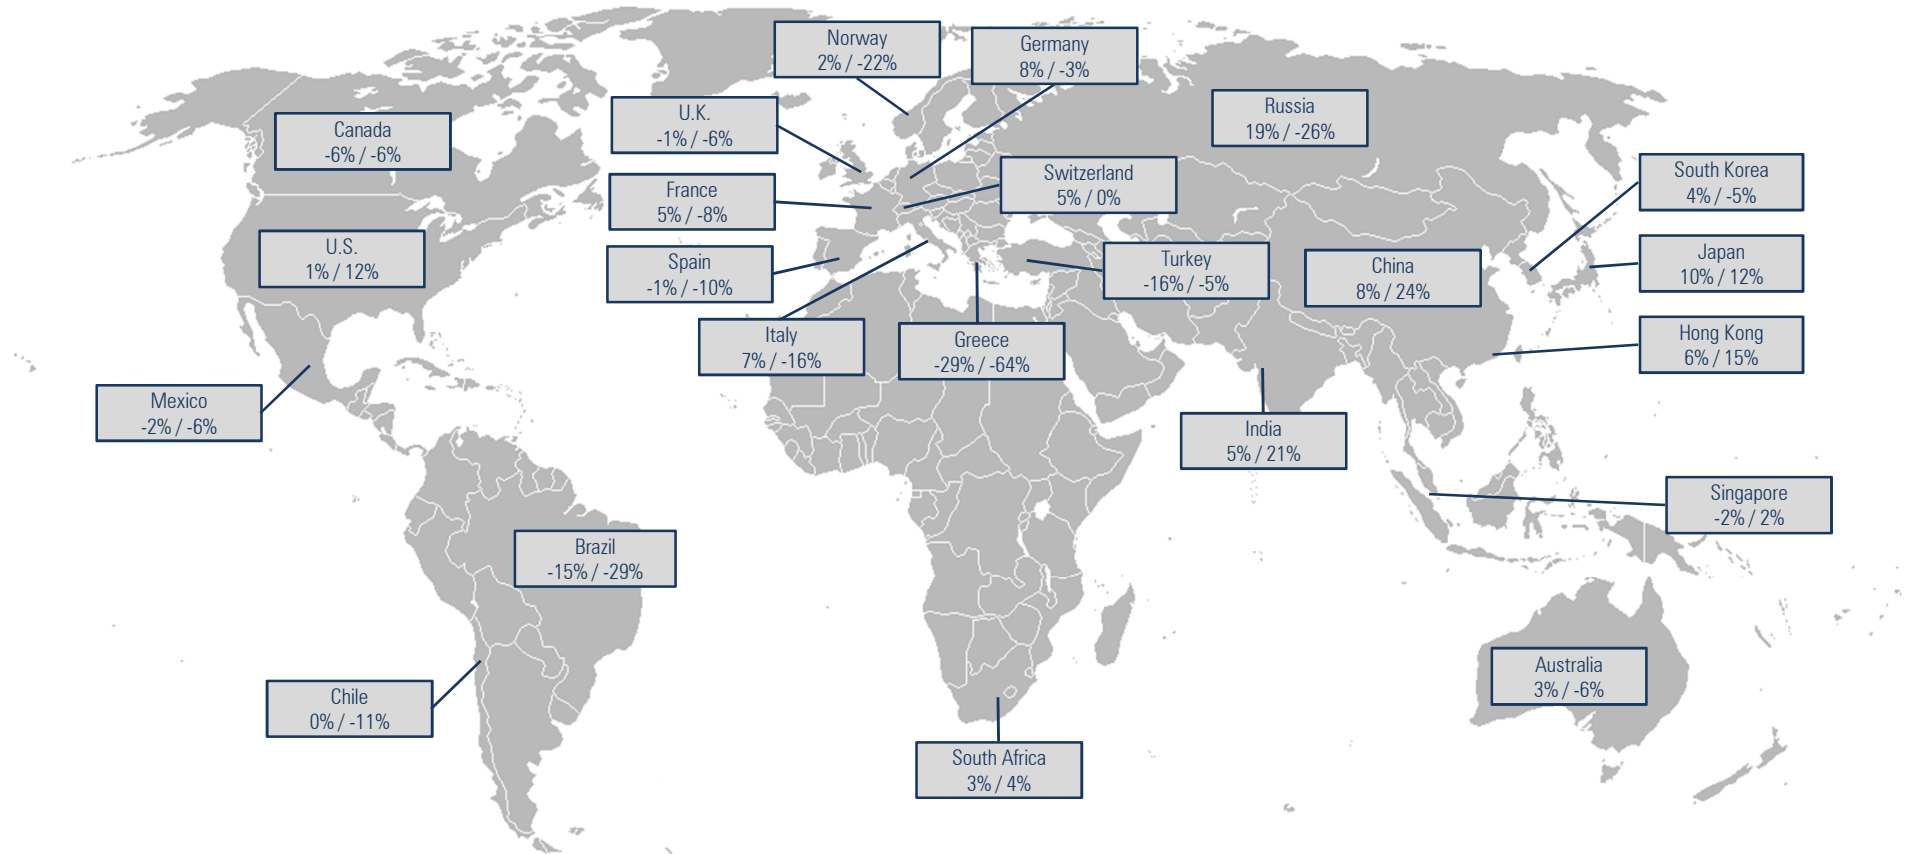 Norway
2% / -22%
Germany
8% / -3%
Russia
19% / -26%
U.K.
-1% / -6%
Canada
-6% / -6%
Switzerland
5% / 0%
South Korea
4% / -5%
France
5% / -8%
U.S.
1% / 12%
Spain
-1% / -10%
Turkey
-16% / -5%
China
8% / 24%
Japan
10% / 12%
Italy
7% / -16%
Greece
-29% / -64%
Hong Kong
6% / 15%
Mexico
-2% / -6%
India
5% / 21%
Singapore
-2% / 2%
Brazil
-15% / -29%
Australia
3% / -6%
Chile
0% / -11%
South Africa
3% / 4%